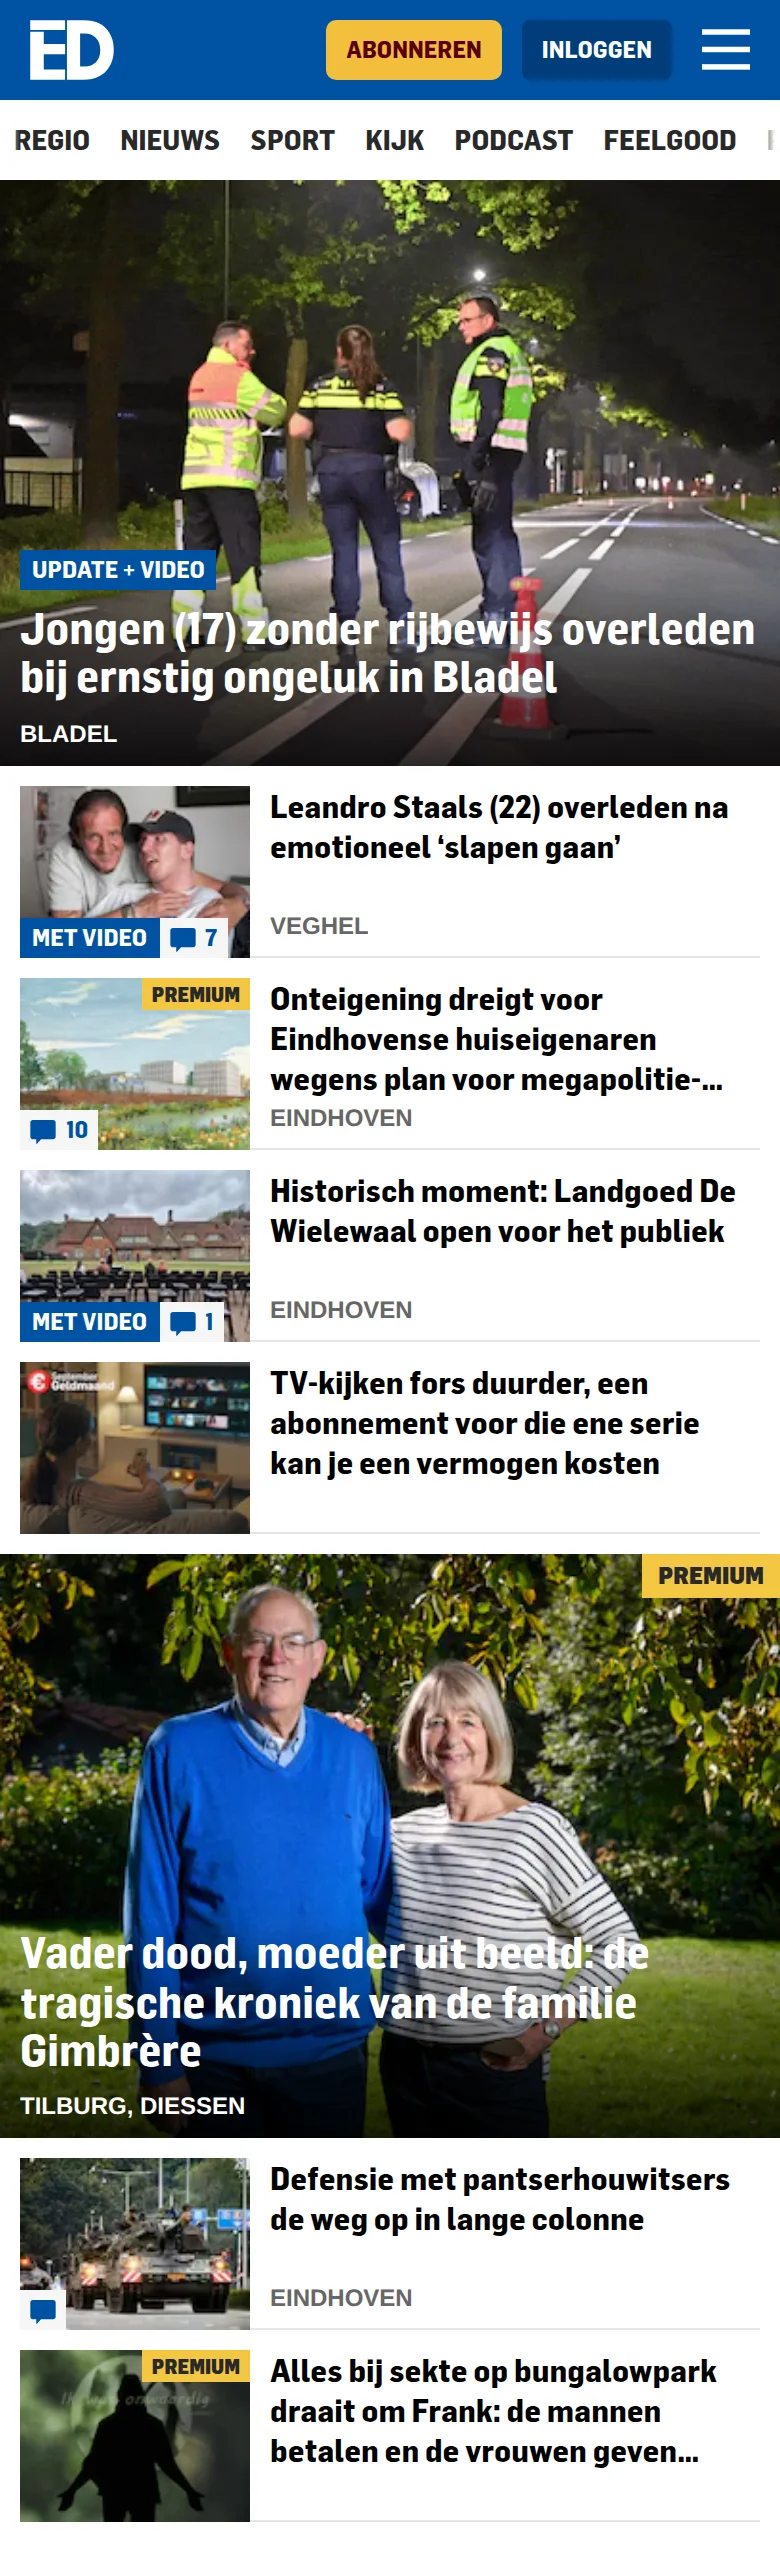 ED
ABONNEREN
INLOGGEN
REGIO NIEUWS SPORT KIJK PODCAST FEELGOOD
UPDATE + VIDEO
Jongen (17) zonder rijbewijs overleden
bij ernstig ongeluk in Bladel
BLADEL
Leandro Staals (22) overleden na
emotioneel ‘slapen gaan’
MET VIDEO
7
VEGHEL
PREMIUM
Onteigening dreigt voor
Eindhovense huiseigenaren
wegens plan voor megapolitie-...
10
EINDHOVEN
Historisch moment: Landgoed De
Wielewaal open voor het publiek
MET VIDEO
1
EINDHOVEN
€ September
Geldmaand
TV-kijken fors duurder, een
abonnement voor die ene serie
kan je een vermogen kosten
PREMIUM
Vader dood, moeder uit beeld: de
tragische kroniek van de familie
Gimbrère
TILBURG, DIESSEN
Defensie met pantserhouwitsers
de weg op in lange colonne
EINDHOVEN
PREMIUM
Ik was onwaardig
Alles bij sekte op bungalowpark
draait om Frank: de mannen
betalen en de vrouwen geven...